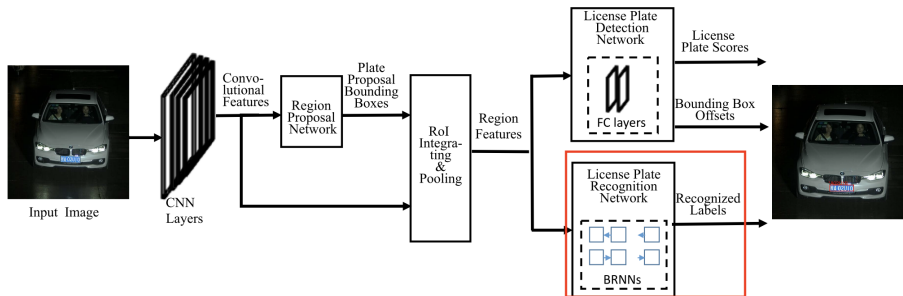 Input Image
CNN
Layers
Convo-
lutional
Features
Region
Proposal
Network
Plate
Proposal
Bounding
Boxes
RoI
Integra-
ting
&
Pooling
Region
Features
License Plate
Detection
Network
FC layers
License
Plate Scores
Bounding Box
Offsets
License Plate
Recognition
Network
BRNNs
Recognized
Labels